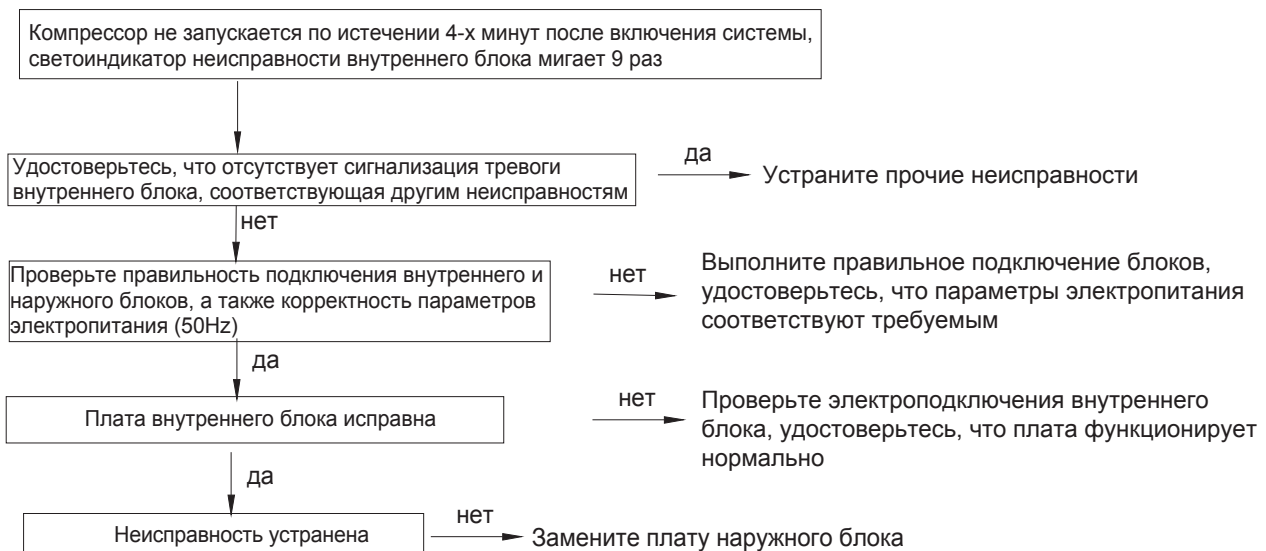 Компрессор не запускается по истечении 4-х минут после включения системы,
светоиндикатор неисправности внутреннего блока мигает 9 раз
Удостоверьтесь, что отсутствует сигнализация тревоги
внутреннего блока, соответствующая другим неисправностям
да
Устраните прочие неисправности
нет
Проверьте правильность подключения внутреннего и
наружного блоков, а также корректность параметров
электропитания (50Hz)
нет
Выполните правильное подключение блоков,
удостоверьтесь, что параметры электропитания
соответствуют требуемым
да
Плата внутреннего блока исправна
нет
Проверьте электроподключения внутреннего
блока, удостоверьтесь, что плата функционирует
нормально
да
Неисправность устранена
нет
Замените плату наружного блока